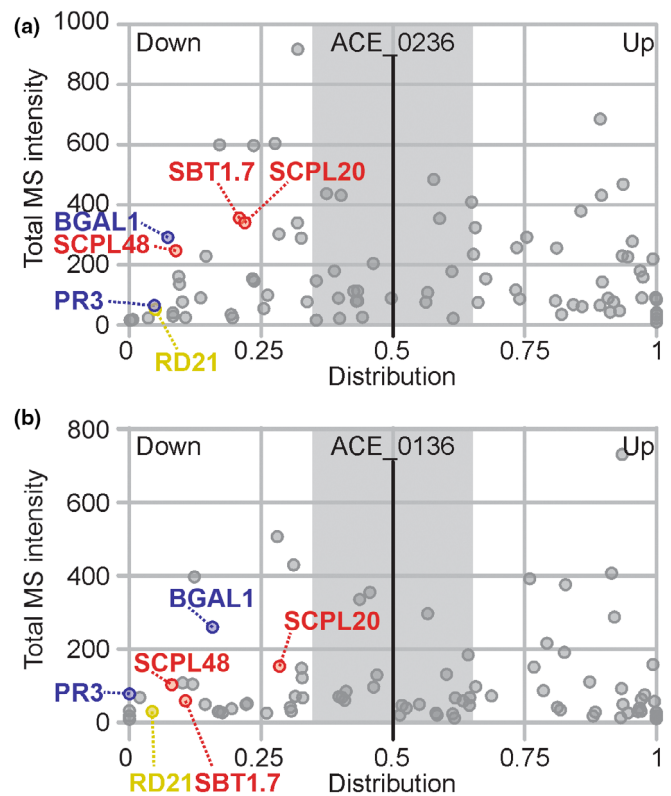 (a)
1000
Down ACE_0236 Up
800
600
SBT1.7 SCPL20
400
BGAL1
SCPL48
200
PR3
0
RD21
0 0.25 0.5 0.75 1
Distribution
Total MS intensity
(b)
800
Down ACE_0136 Up
600
400
BGAL1
SCPL20
200
SCPL48
PR3
0
0 0.25 0.5 0.75 1
RD21 SBT1.7 Distribution
Total MS intensity